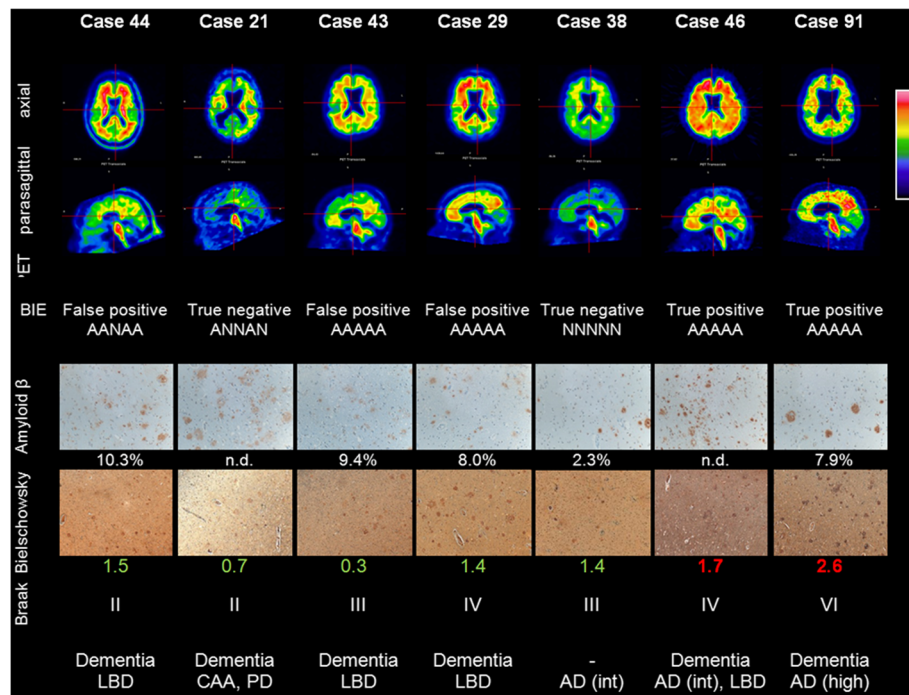 Case 44 Case 21 Case 43 Case 29 Case 38 Case 46 Case 91
axial
parasagittal
'ET
BIE False positive True negative False positive False positive True negative True positive True positive
AANAA ANNAN AAAAA AAAAA NNNNN AAAAA AAAAA
Amyloid β
10.3% n.d. 9.4% 8.0% 2.3% n.d. 7.9%
Bielschowsky
1.5 0.7 0.3 1.4 1.4 1.7 2.6
Braak II II III IV III IV VI
Dementia Dementia Dementia Dementia - Dementia Dementia
LBD CAA, PD LBD LBD AD (int) AD (int), LBD AD (high)